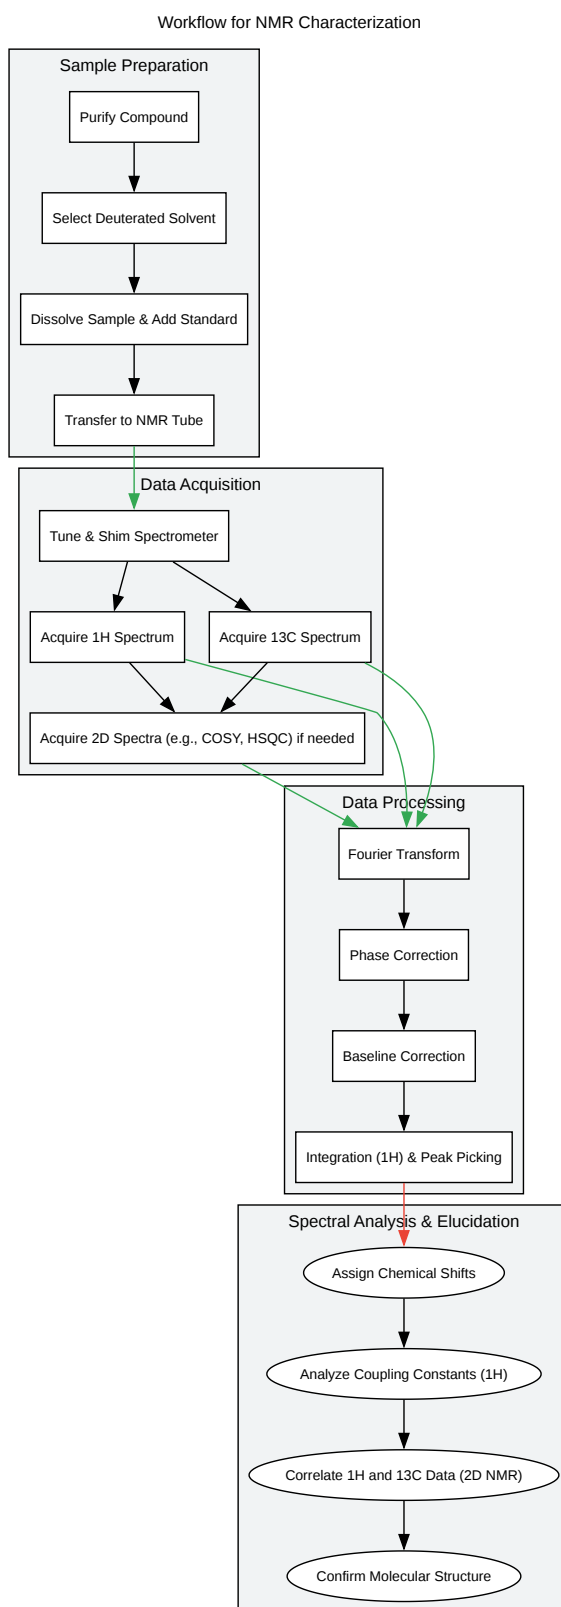 Workflow for NMR Characterization
Sample Preparation
Purify Compound
Select Deuterated Solvent
Dissolve Sample & Add Standard
Transfer to NMR Tube
Data Acquisition
Tune & Shim Spectrometer
Acquire 1H Spectrum
Acquire 13C Spectrum
Acquire 2D Spectra (e.g., COSY, HSQC) if needed
Data Processing
Fourier Transform
Phase Correction
Baseline Correction
Integration (1H) & Peak Picking
Spectral Analysis & Elucidation
Assign Chemical Shifts
Analyze Coupling Constants (1H)
Correlate 1H and 13C Data (2D NMR)
Confirm Molecular Structure